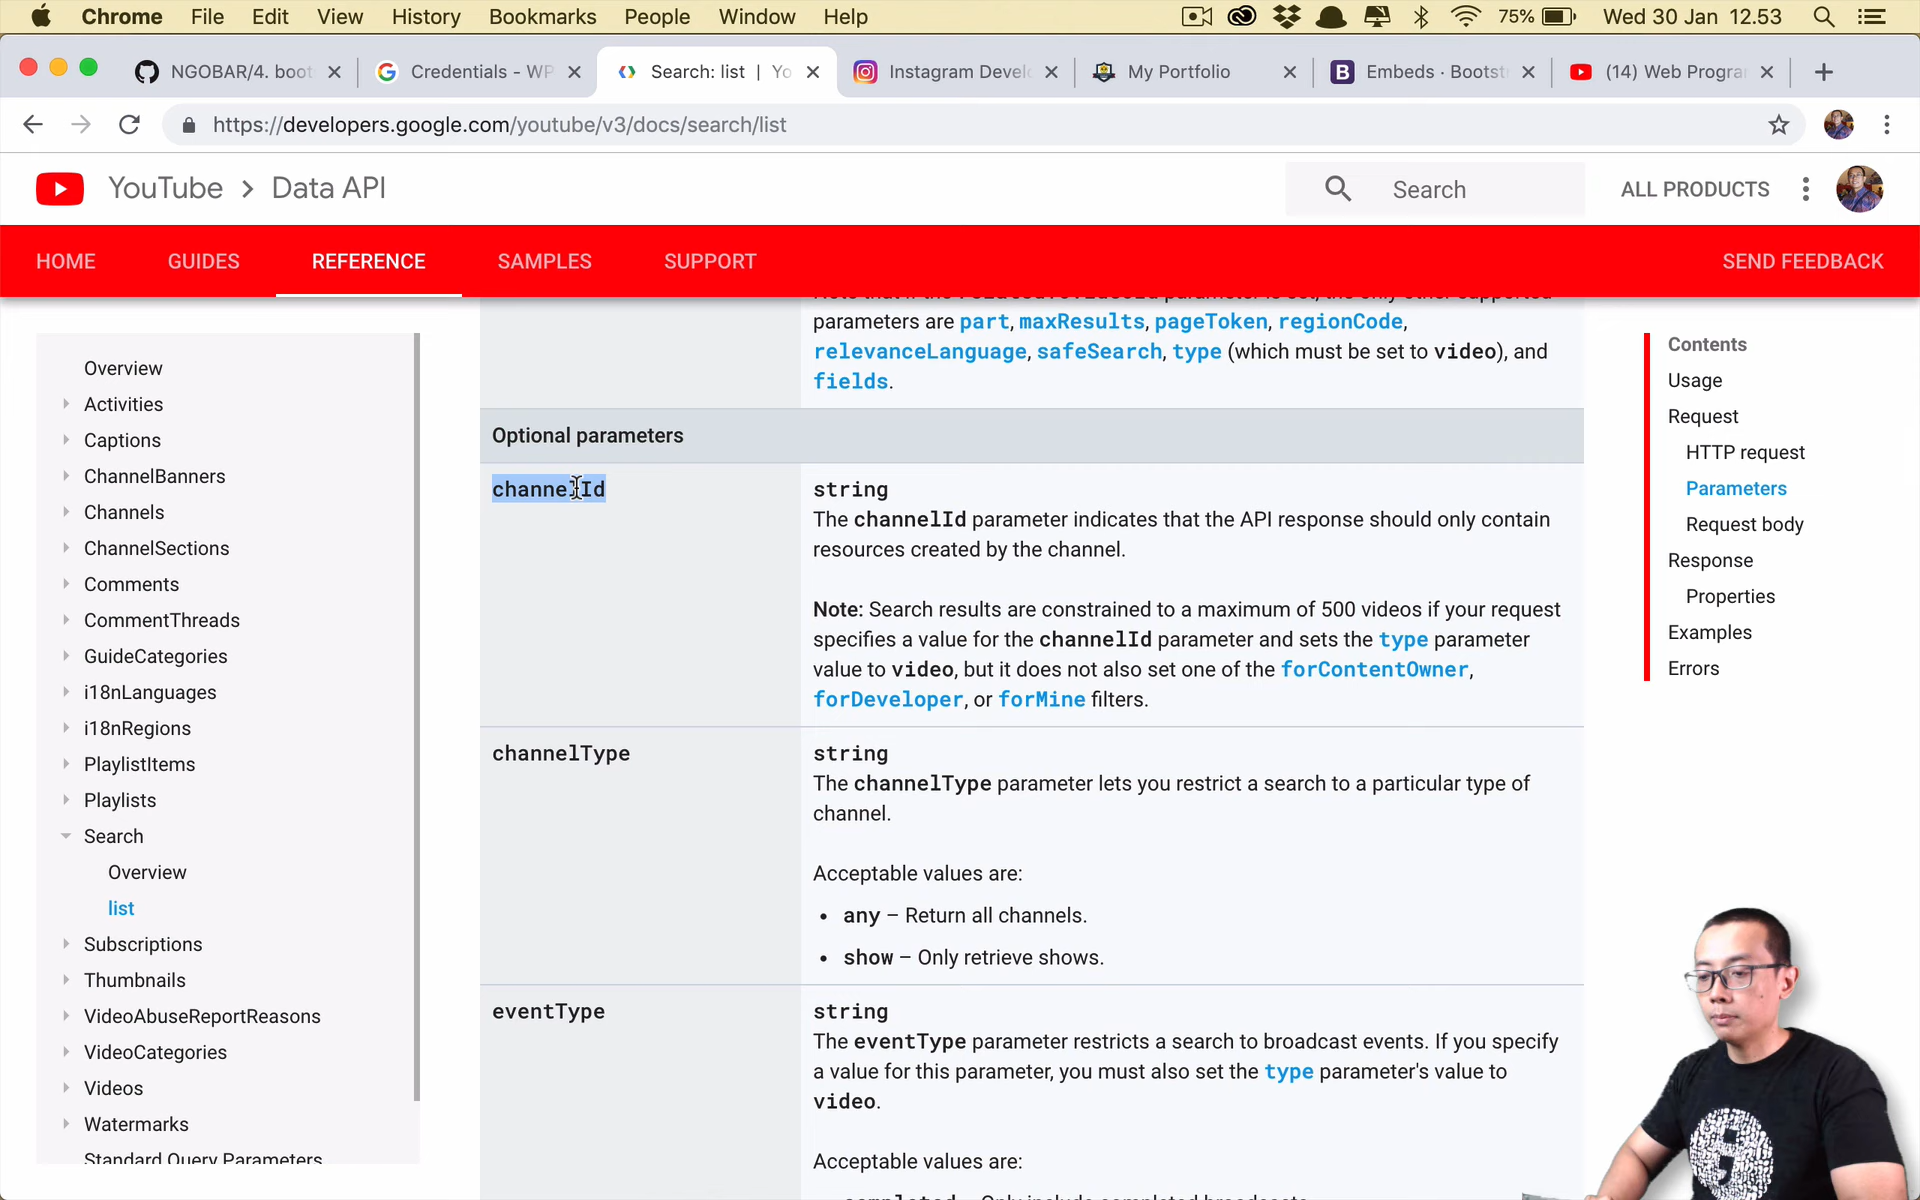 Chrome File Edit View History Bookmarks People Window Help 75% Wed 30 Jan 12.53
NGOBAR/4. boot Credentials - WP Search: list | Yo Instagram Devel My Portfolio Embeds · Bootst (14) Web Progra
https://developers.google.com/youtube/v3/docs/search/list
YouTube > Data API Search ALL PRODUCTS
HOME GUIDES REFERENCE SAMPLES SUPPORT SEND FEEDBACK
Overview
Activities
Captions
ChannelBanners
Channels
ChannelSections
Comments
CommentThreads
GuideCategories
i18nLanguages
i18nRegions
PlaylistItems
Playlists
Search
Overview
list
Subscriptions
Thumbnails
VideoAbuseReportReasons
VideoCategories
Videos
Watermarks
Standard Query Parameters
parameters are part, maxResults, pageToken, regionCode,
relevanceLanguage, safeSearch, type (which must be set to video), and
fields.
Optional parameters
channelId
string
The channelId parameter indicates that the API response should only contain
resources created by the channel.
Note: Search results are constrained to a maximum of 500 videos if your request
specifies a value for the channelId parameter and sets the type parameter
value to video, but it does not also set one of the forContentOwner,
forDeveloper, or forMine filters.
channelType
string
The channelType parameter lets you restrict a search to a particular type of
channel.
Acceptable values are:
• any – Return all channels.
• show – Only retrieve shows.
eventType
string
The eventType parameter restricts a search to broadcast events. If you specify
a value for this parameter, you must also set the type parameter's value to
video.
Acceptable values are:
Contents
Usage
Request
HTTP request
Parameters
Request body
Response
Properties
Examples
Errors